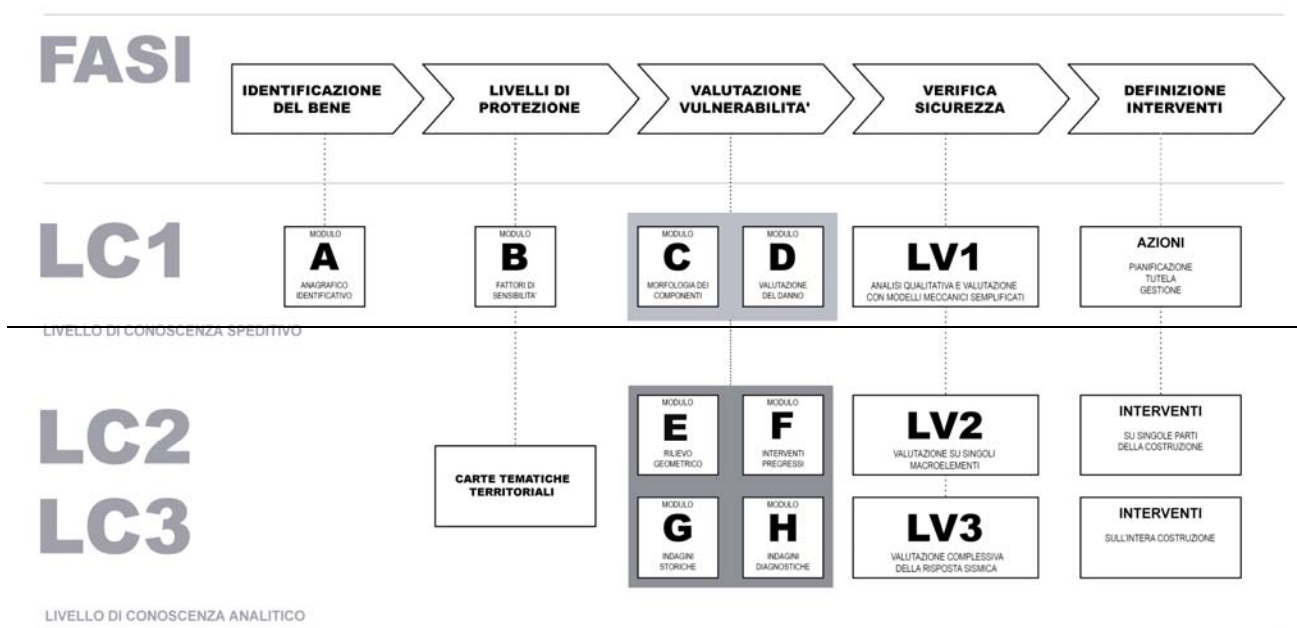 FASI
IDENTIFICAZIONE
DEL BENE
LIVELLI DI
PROTEZIONE
VALUTAZIONE
VULNERABILITA'
VERIFICA
SICUREZZA
DEFINIZIONE
INTERVENTI
LC1
MODULO
A
ANAGRAFICO
IDENTIFICATIVO
MODULO
B
FATTORI DI
SENSIBILITA'
MODULO
C
MORFOLOGIA DEI
COMPONENTI
MODULO
D
VALUTAZIONE
DEL DANNO
LV1
ANALISI QUALITATIVA E VALUTAZIONE
CON MODELLI MECCANICI SEMPLIFICATI
AZIONI
PIANIFICAZIONE
TUTELA
GESTIONE
LIVELLO DI CONOSCENZA SPEDITIVO
LC2
LC3
CARTE TEMATICHE
TERRITORIALI
MODULO
E
RILIEVO
GEOMETRICO
MODULO
F
INTERVENTI
PREGRESSI
LV2
VALUTAZIONE SU SINGOLI
MACROELEMENTI
INTERVENTI
SU SINGOLE PARTI
DELLA COSTRUZIONE
MODULO
G
INDAGINI
STORICHE
MODULO
H
INDAGINI
DIAGNOSTICHE
LV3
VALUTAZIONE COMPLESSIVA
DELLA RISPOSTA SISMICA
INTERVENTI
SULL'INTERA COSTRUZIONE
LIVELLO DI CONOSCENZA ANALITICO